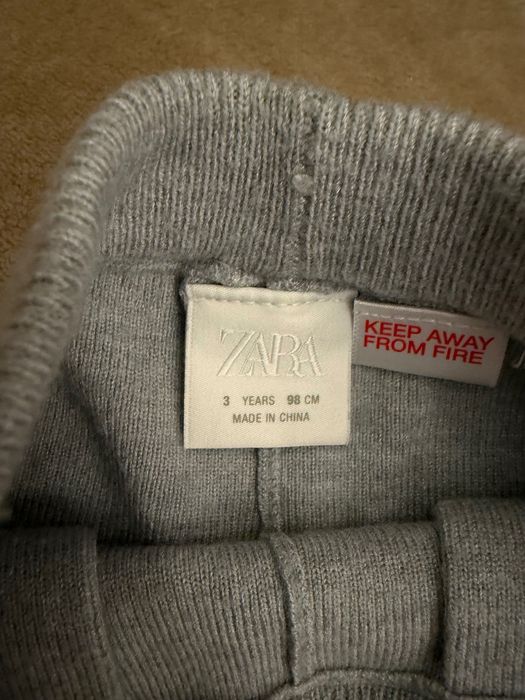 ZARA
3 YEARS 98 CM
MADE IN CHINA
KEEP AWAY
FROM FIRE